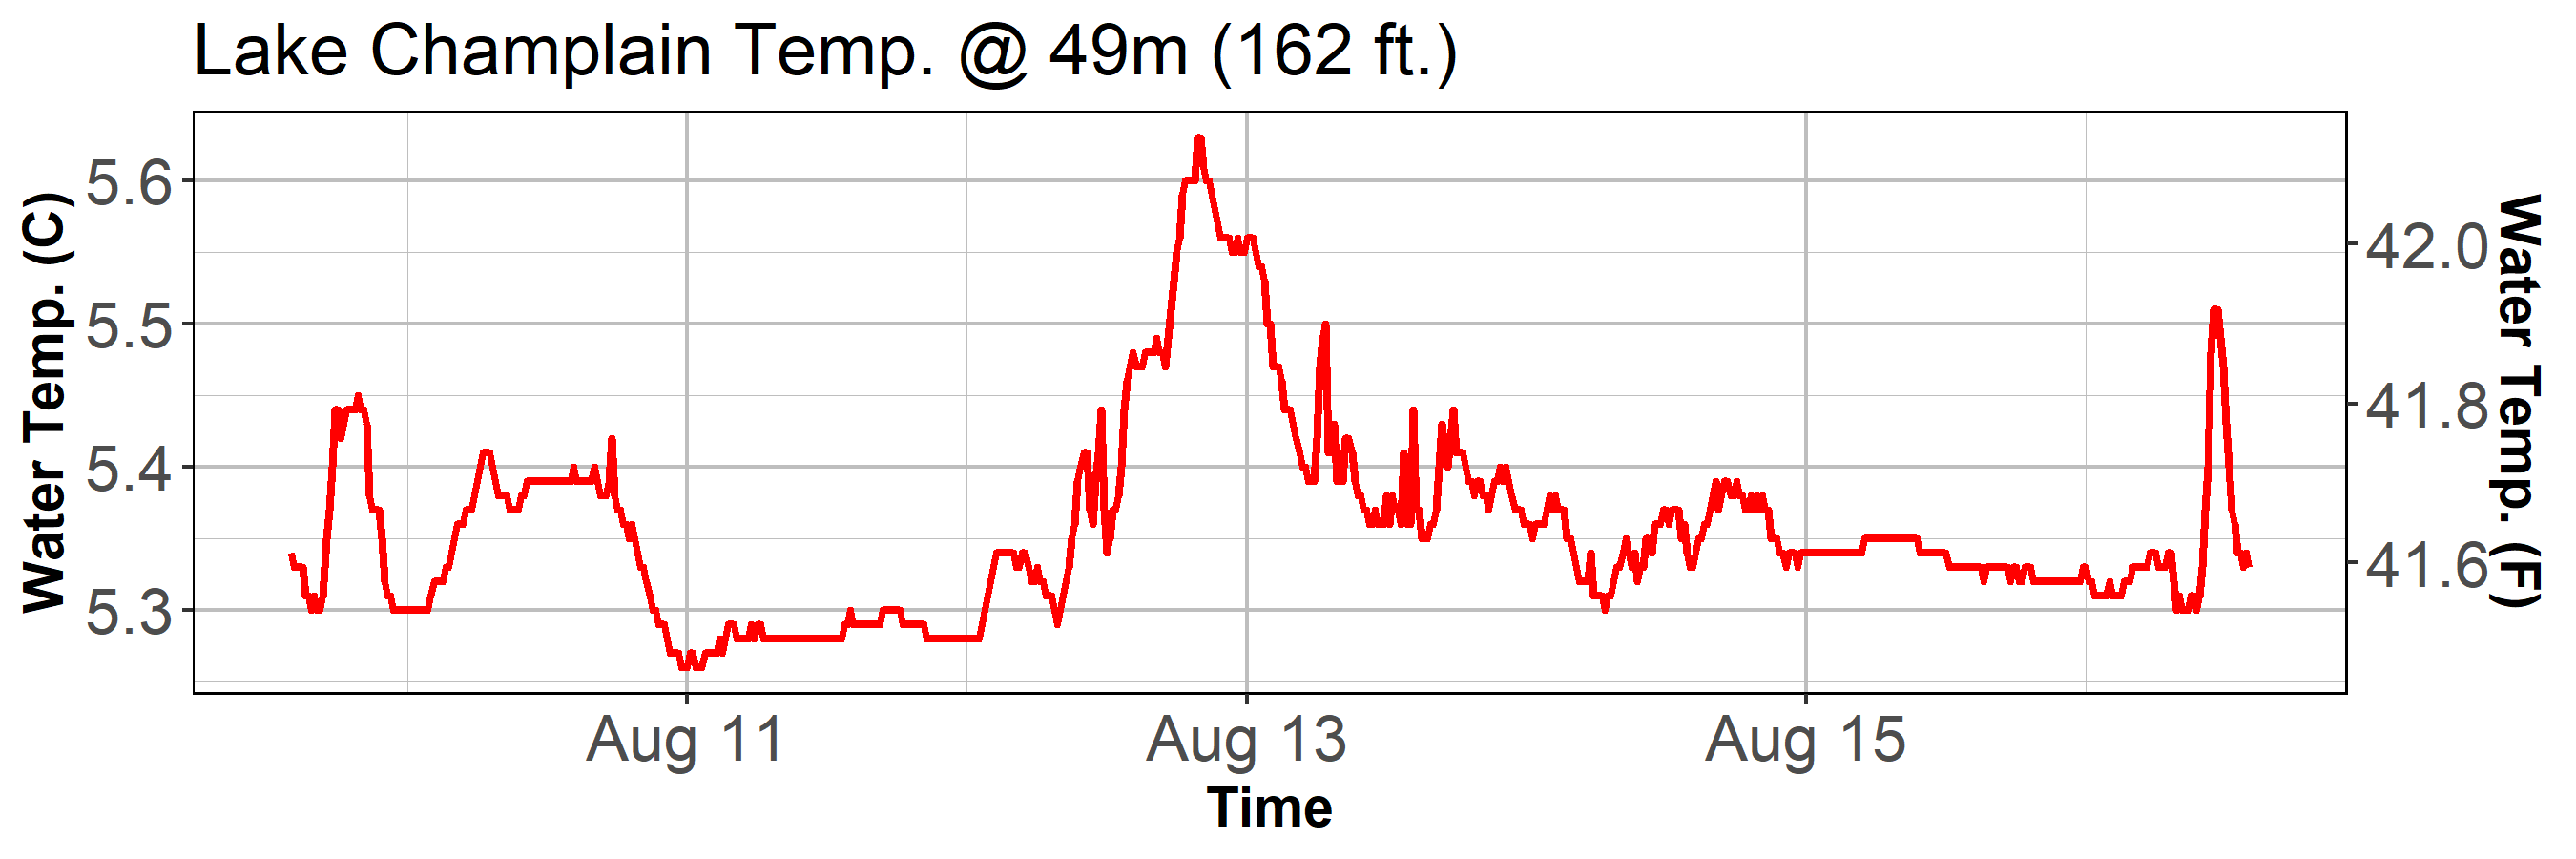 Lake Champlain Temp. @ 49m (162 ft.)
Water Temp. (C)
5.6
5.5
5.4
5.3
42.0
41.8
41.6
Water Temp. (F)
Aug 11
Aug 13
Aug 15
Time